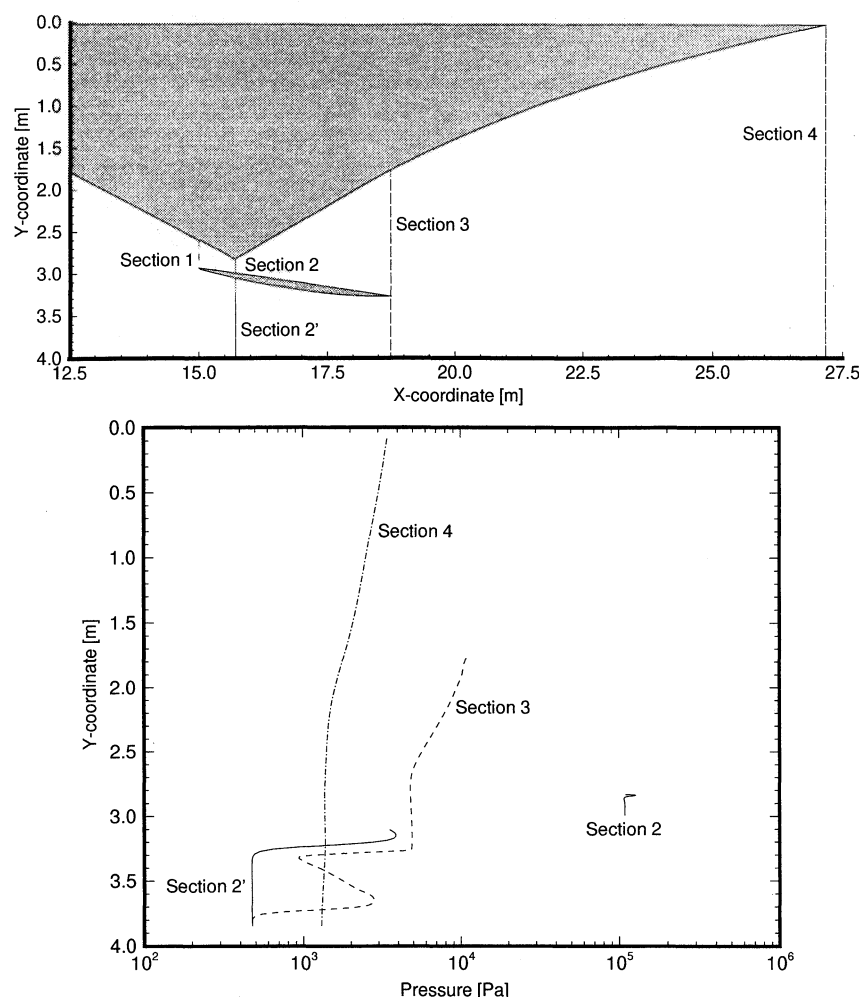 0.0
0.5
1.0
1.5
2.0
2.5
3.0
3.5
4.0
Y-coordinate [m]
Section 4
Section 3
Section 1
Section 2
Section 2'
12.5 15.0 17.5 20.0 22.5 25.0 27.5
X-coordinate [m]
0.0
0.5
1.0
1.5
2.0
2.5
3.0
3.5
4.0
Y-coordinate [m]
Section 4
Section 3
Section 2
Section 2'
10² 10³ 10⁴ 10⁵ 10⁶
Pressure [Pa]